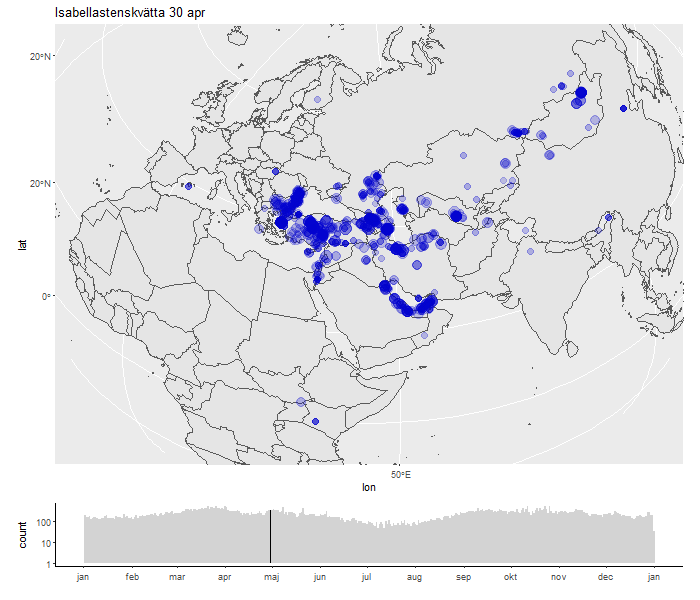 Isabellastenskvätta 30 apr
20°N
20°N
0°
lat
50°E
lon
count
100
10
1
jan feb mar apr maj jun jul aug sep okt nov dec jan